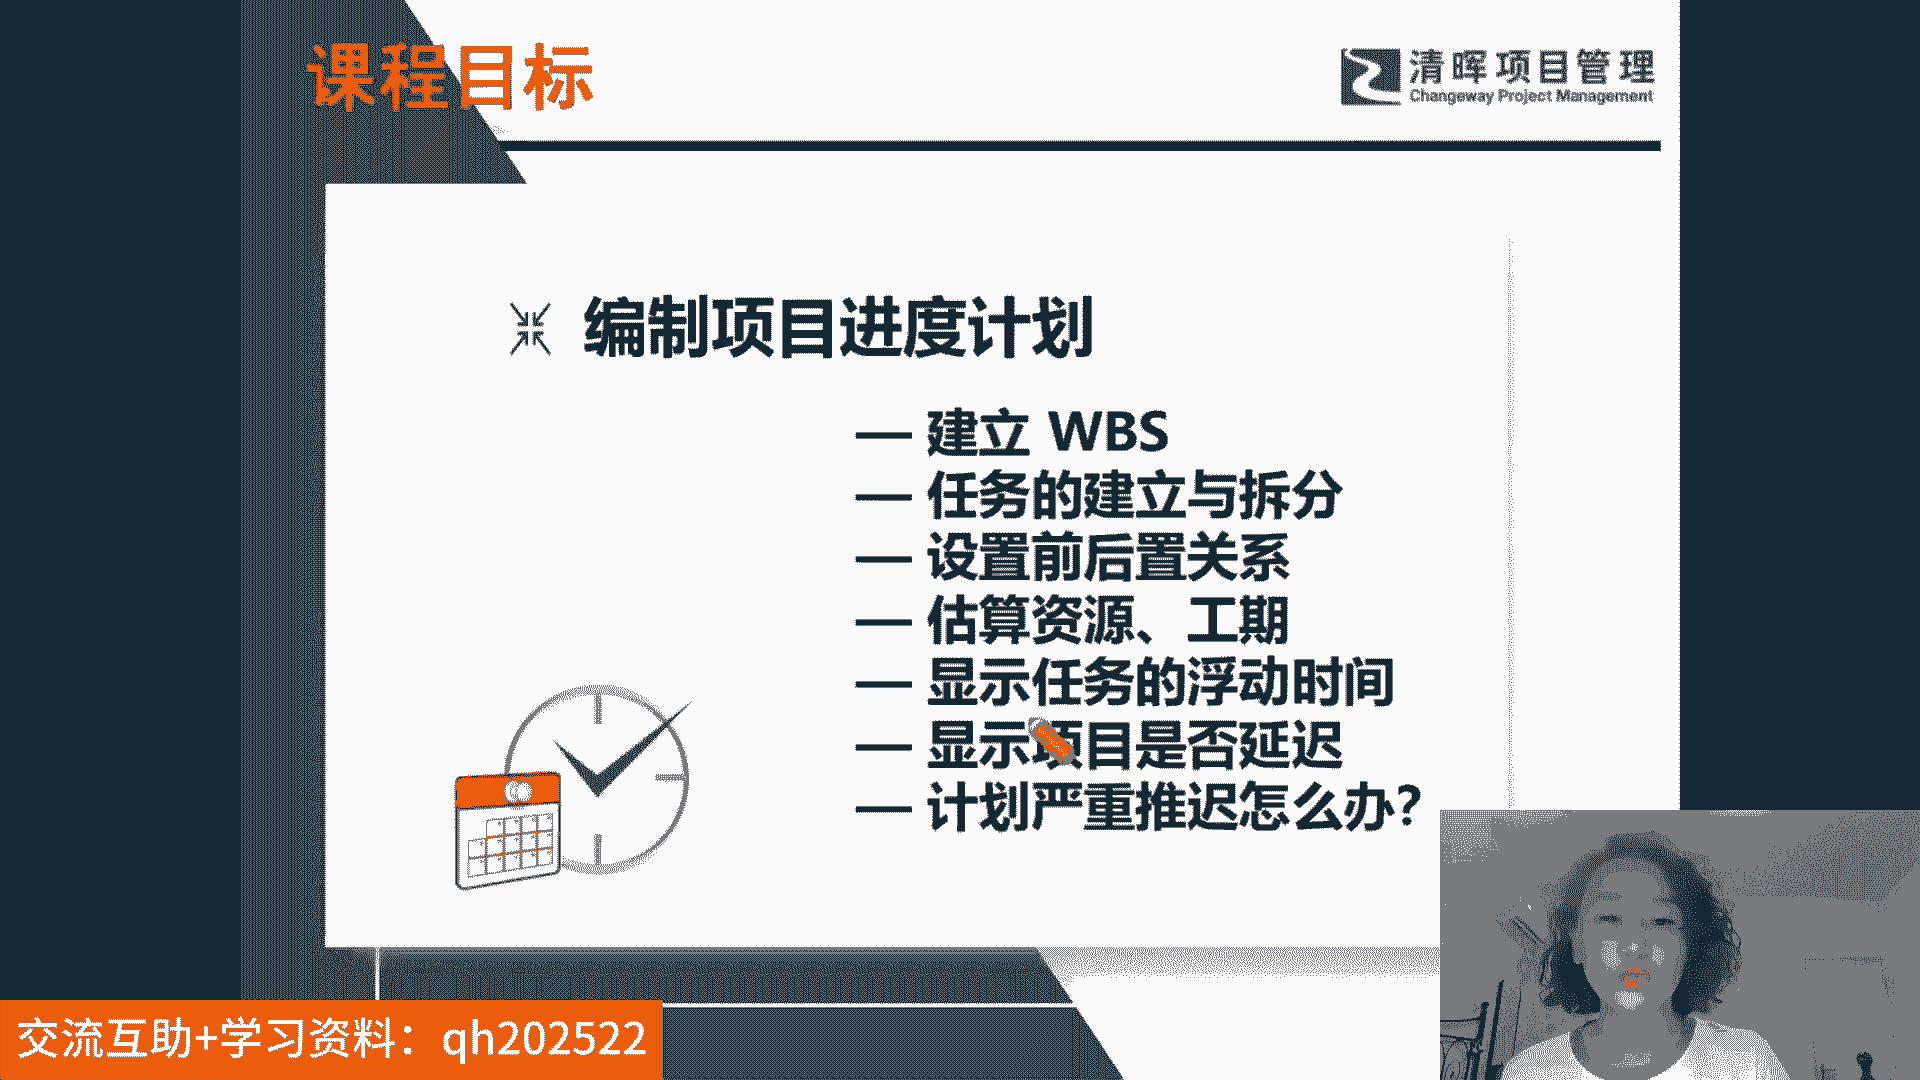 课程目标
清晖项目管理
Changeway Project Management
编制项目进度计划
— 建立 WBS
— 任务的建立与拆分
— 设置前后置关系
— 估算资源、工期
— 显示任务的浮动时间
— 显示项目是否延迟
— 计划严重推迟怎么办?
交流互助+学习资料：qh202522